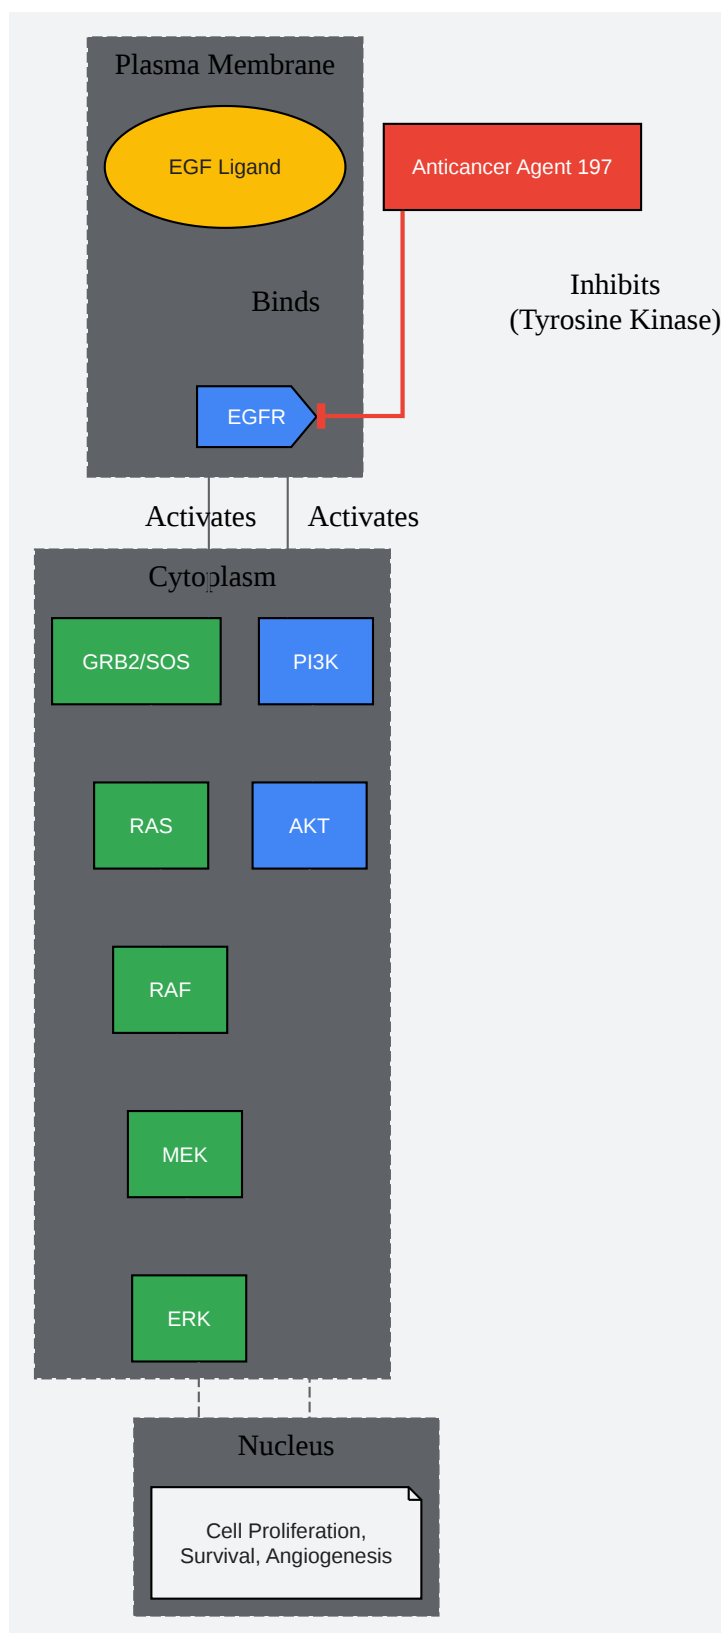 Plasma Membrane
EGF Ligand
Anticancer Agent 197
Binds
Inhibits
(Tyrosine Kinase)
EGFR
Activates
Activates
Cytoplasm
GRB2/SOS
PI3K
RAS
AKT
RAF
MEK
ERK
Nucleus
Cell Proliferation,
Survival, Angiogenesis